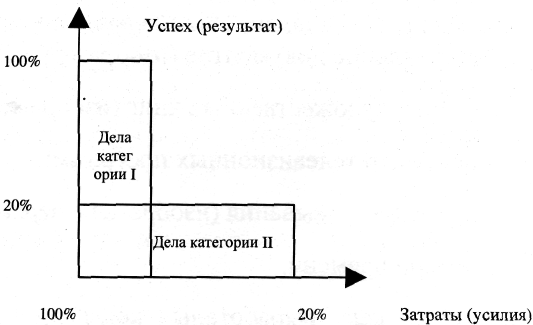 Успех (результат)
100%
Дела
катег
ории I
20%
Дела категории II
100%
20%
Затраты (усилия)